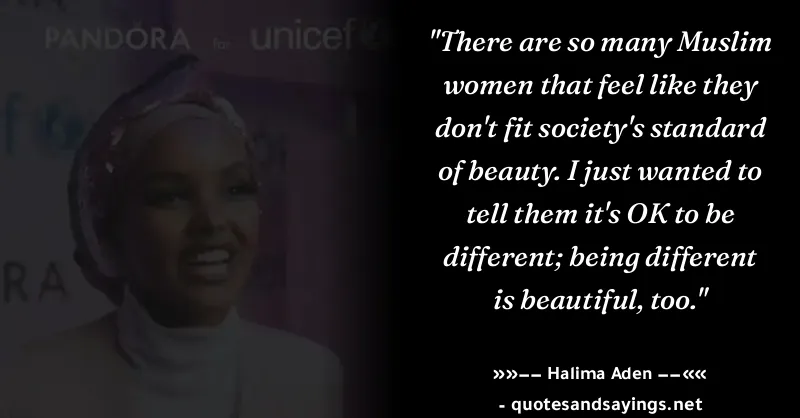 PANDÓRA for unicef
"There are so many Muslim
women that feel like they
don't fit society's standard
of beauty. I just wanted to
tell them it's OK to be
different; being different
is beautiful, too."
RA
»»−− Halima Aden −−««
- quotesandsayings.net